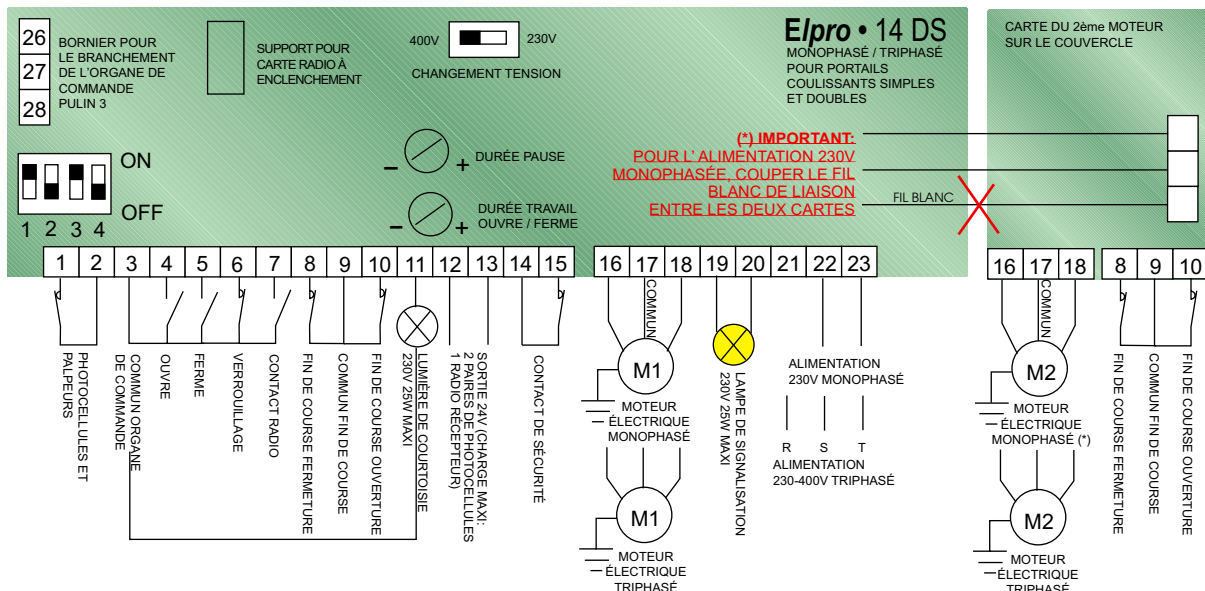 26
27
28
BORNIER POUR
LE BRANCHEMENT
DE L'ORGANE DE
COMMANDE
PULIN 3
SUPPORT POUR
CARTE RADIO À
ENCLENCHEMENT
400V
230V
CHANGEMENT TENSION
Elpro • 14 DS
MONOPHASÉ / TRIPHASÉ
POUR PORTAILS
COULISSANTS SIMPLES
ET DOUBLES
CARTE DU 2ème MOTEUR
SUR LE COUVERCLE
ON
OFF
1 2 3 4
– + DURÉE PAUSE
– + DURÉE TRAVAIL
OUVRE / FERME
(*) IMPORTANT:
POUR L' ALIMENTATION 230V
MONOPHASÉE, COUPER LE FIL
BLANC DE LIAISON
ENTRE LES DEUX CARTES
FIL BLANC
1 2 3 4 5 6 7 8 9 10 11 12 13 14 15
16 17 18 19 20 21 22 23
16 17 18
8 9 10
PHOTOCELLULES ET
PALPEURS
COMMUN ORGANE
DE COMMANDE
OUVRE
FERME
VERROUILLAGE
CONTACT RADIO
FIN DE COURSE FERMETURE
COMMUN FIN DE COURSE
FIN DE COURSE OUVERTURE
LUMIÈRE DE COURTOISIE
230V 25W MAXI
SORTIE 24V (CHARGE MAXI:
2 PAIRES DE PHOTOCELLULES
1 RADIO RÉCEPTEUR)
CONTACT DE SÉCURITÉ
COMMUN
M1
MOTEUR
ÉLECTRIQUE
MONOPHASÉ
M1
MOTEUR
ÉLECTRIQUE
TRIPHASÉ
LAMPE DE SIGNALISATION
230V 25W MAXI
ALIMENTATION
230V MONOPHASÉ
R S T
ALIMENTATION
230-400V TRIPHASÉ
COMMUN
M2
MOTEUR
ÉLECTRIQUE
MONOPHASÉ (*)
M2
MOTEUR
ÉLECTRIQUE
TRIPHASÉ
FIN DE COURSE FERMETURE
COMMUN FIN DE COURSE
FIN DE COURSE OUVERTURE